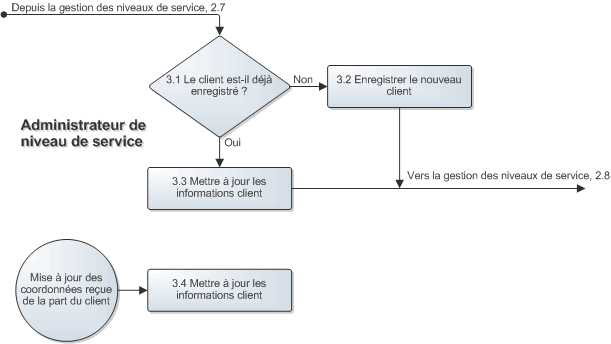 Depuis la gestion des niveaux de service, 2.7
3.1 Le client est-il déjà
enregistré ?
Non
3.2 Enregistrer le nouveau
client
Administrateur de
niveau de service
Oui
3.3 Mettre à jour les
informations client
Vers la gestion des niveaux de service, 2.8
Mise à jour des
coordonnées reçue
de la part du client
3.4 Mettre à jour les
informations client